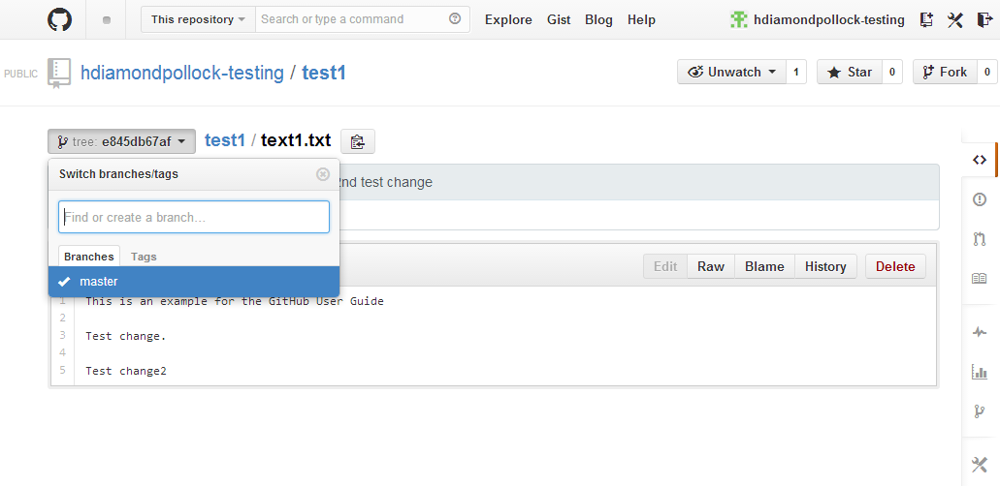 This repository Search or type a command Explore Gist Blog Help hdiamondpollock-testing
PUBLIC hdiamondpollock-testing / test1 Unwatch 1 Star 0 Fork 0
tree: e845db67af test1 / text1.txt
Switch branches/tags
2nd test change
Find or create a branch...
Branches Tags
Edit Raw Blame History Delete
master
1 This is an example for the GitHub User Guide
2
3 Test change.
4
5 Test change2